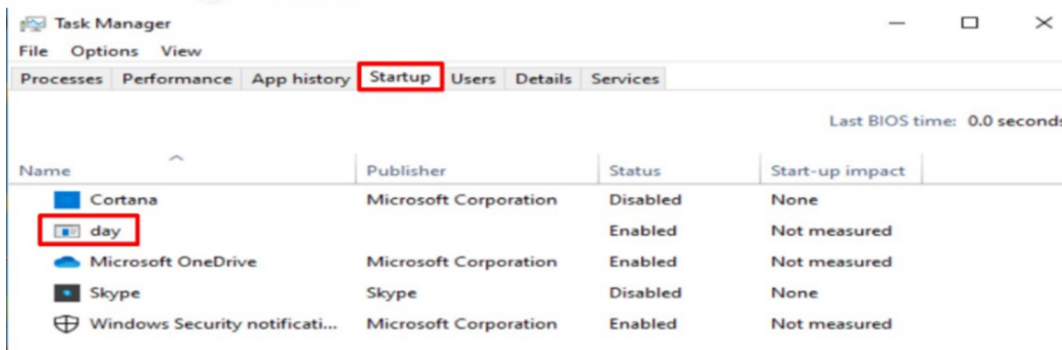 Task Manager
File Options View
Processes Performance App history Startup Users Details Services
Last BIOS time: 0.0 seconds
Name Publisher Status Start-up impact
Cortana Microsoft Corporation Disabled None
day Enabled Not measured
Microsoft OneDrive Microsoft Corporation Enabled Not measured
Skype Skype Disabled None
Windows Security notificati... Microsoft Corporation Enabled Not measured